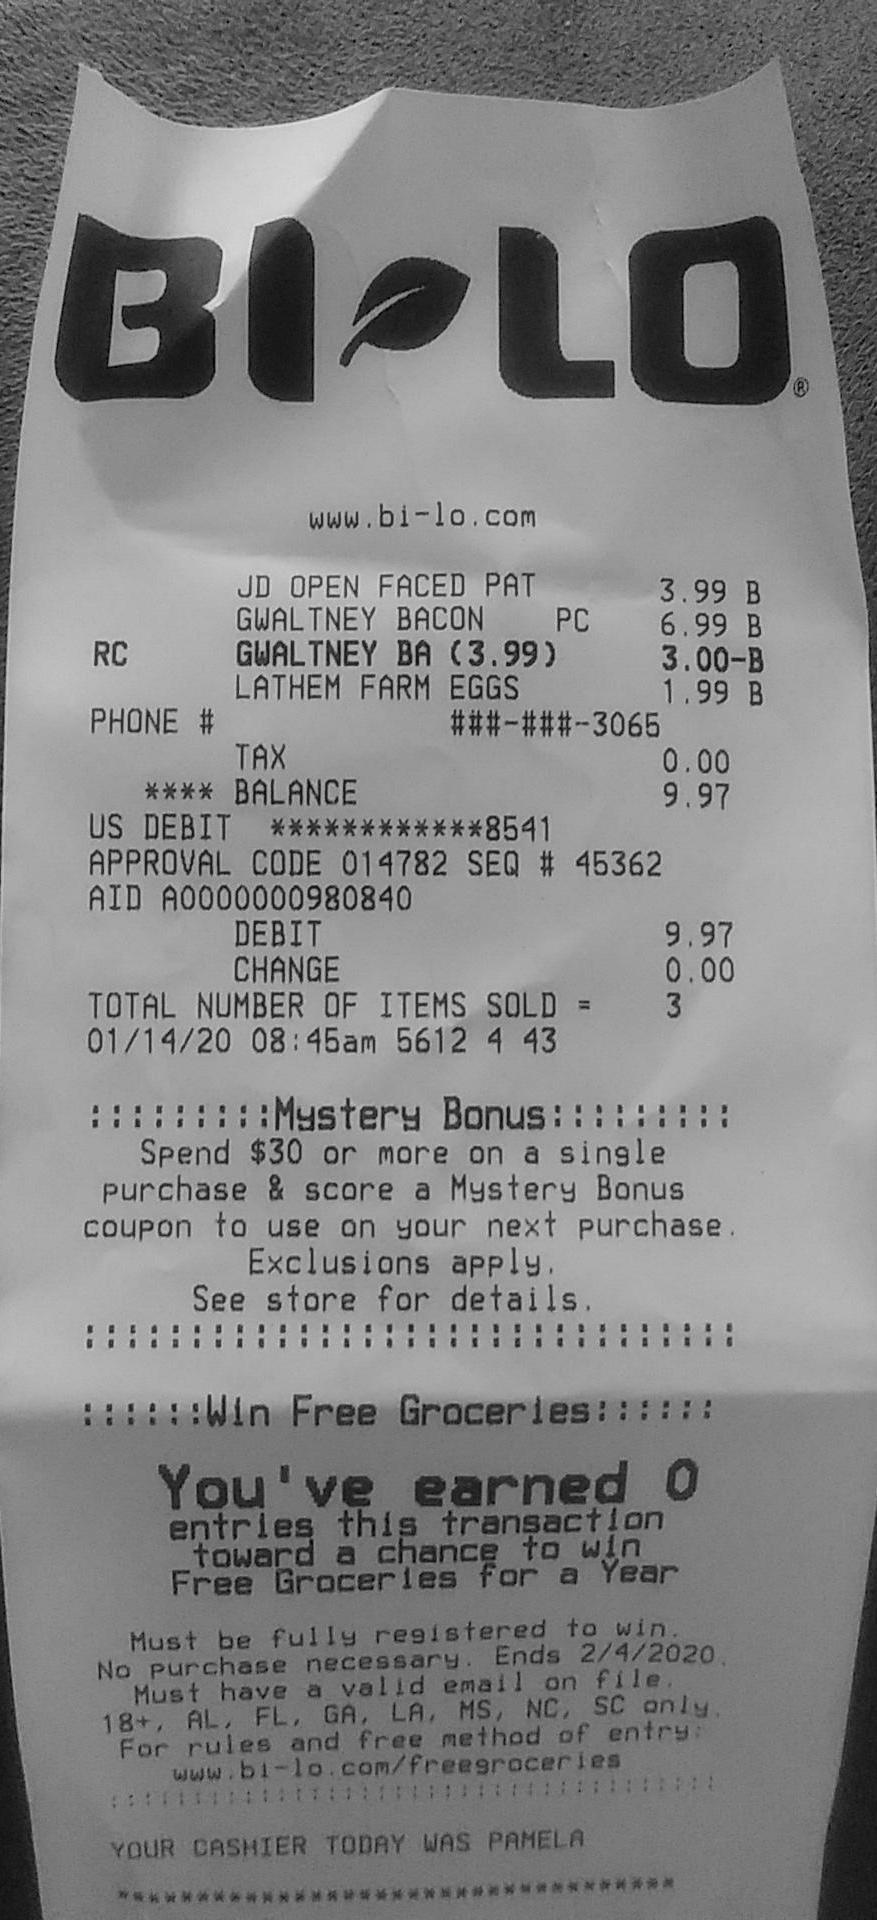 BI-LO®
www.bi-lo.com
JD OPEN FACED PAT 3.99 B
GWALTNEY BACON PC 6.99 B
RC GWALTNEY BA (3.99) 3.00-B
LATHEM FARM EGGS 1.99 B
PHONE # ###-###-3065
TAX 0.00
**** BALANCE 9.97
US DEBIT ************8541
APPROVAL CODE 014782 SEQ # 45362
AID A0000000980840
DEBIT 9.97
CHANGE 0.00
TOTAL NUMBER OF ITEMS SOLD = 3
01/14/20 08:45am 5612 4 43
:::::::::Mystery Bonus:::::::::
Spend $30 or more on a single
purchase & score a Mystery Bonus
coupon to use on your next purchase.
Exclusions apply.
See store for details.
:::::::::::::::::::::::::::::::
::::::Win Free Groceries::::::
You've earned 0
entries this transaction
toward a chance to win
Free Groceries for a Year
Must be fully registered to win.
No purchase necessary. Ends 2/4/2020.
Must have a valid email on file.
18+, AL, FL, GA, LA, MS, NC, SC only.
For rules and free method of entry:
www.bi-lo.com/freegroceries
:::::::::::::::::::::::::::::::::::
YOUR CASHIER TODAY WAS PAMELA
***********************************